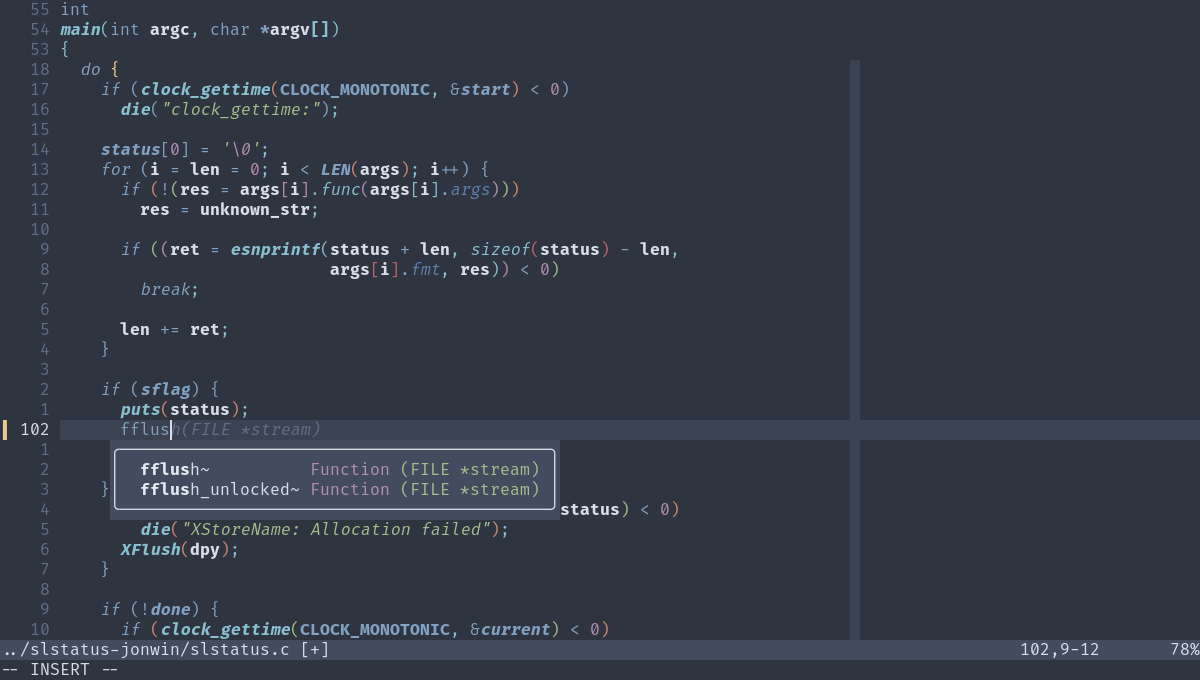 55 int
54 main(int argc, char *argv[])
53 {
18   do {
17     if (clock_gettime(CLOCK_MONOTONIC, &start) < 0)
16       die("clock_gettime:");
15
14     status[0] = '\0';
13     for (i = len = 0; i < LEN(args); i++) {
12       if (!(res = args[i].func(args[i].args)))
11         res = unknown_str;
10
9       if ((ret = esnprintf(status + len, sizeof(status) - len,
8                            args[i].fmt, res)) < 0)
7         break;
6
5       len += ret;
4     }
3
2     if (sflag) {
1       puts(status);
102       fflush(FILE *stream)
1
2 fflush~ Function (FILE *stream)
3     } fflush_unlocked~ Function (FILE *stream)
4 status) < 0)
5         die("XStoreName: Allocation failed");
6       XFlush(dpy);
7     }
8
9     if (!done) {
10       if (clock_gettime(CLOCK_MONOTONIC, &current) < 0)
../slstatus-jonwin/slstatus.c [+] 102,9-12 78%
-- INSERT --